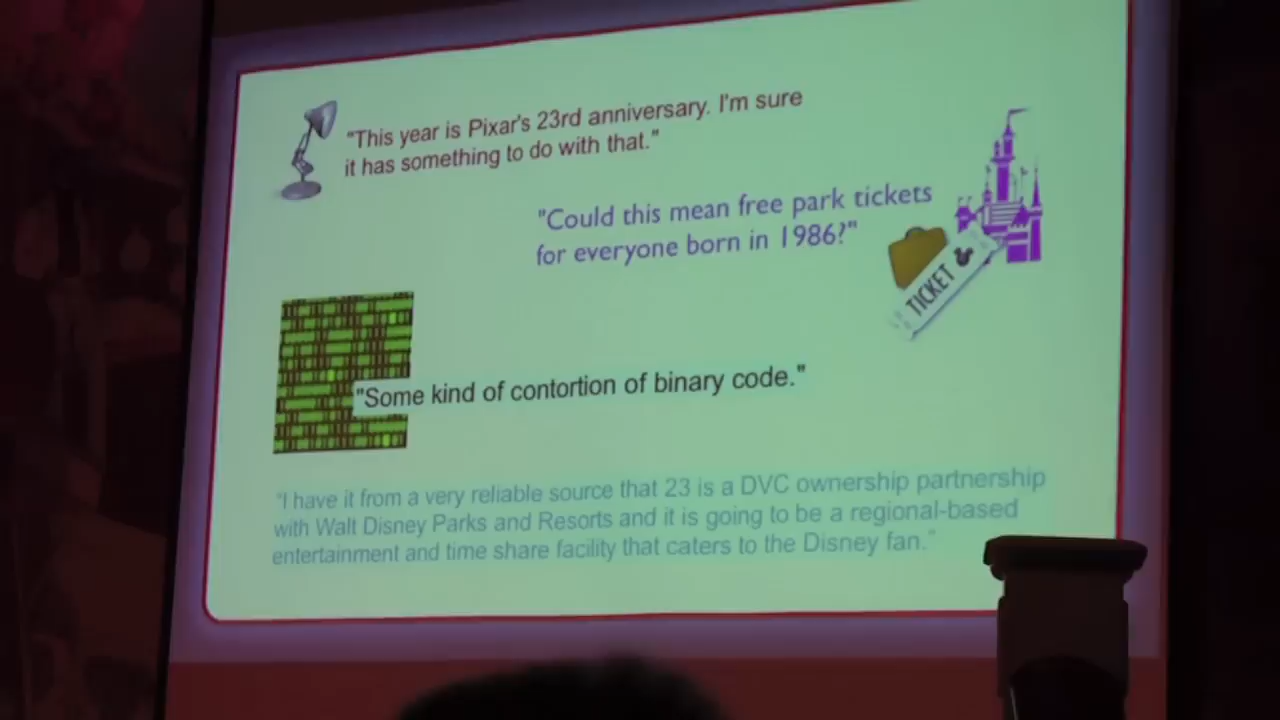 "This year is Pixar's 23rd anniversary. I'm sure
it has something to do with that."
"Could this mean free park tickets
for everyone born in 1986?"
TICKET
"Some kind of contortion of binary code."
"I have it from a very reliable source that 23 is a DVC ownership partnership
with Walt Disney Parks and Resorts and it is going to be a regional-based
entertainment and time share facility that caters to the Disney fan."